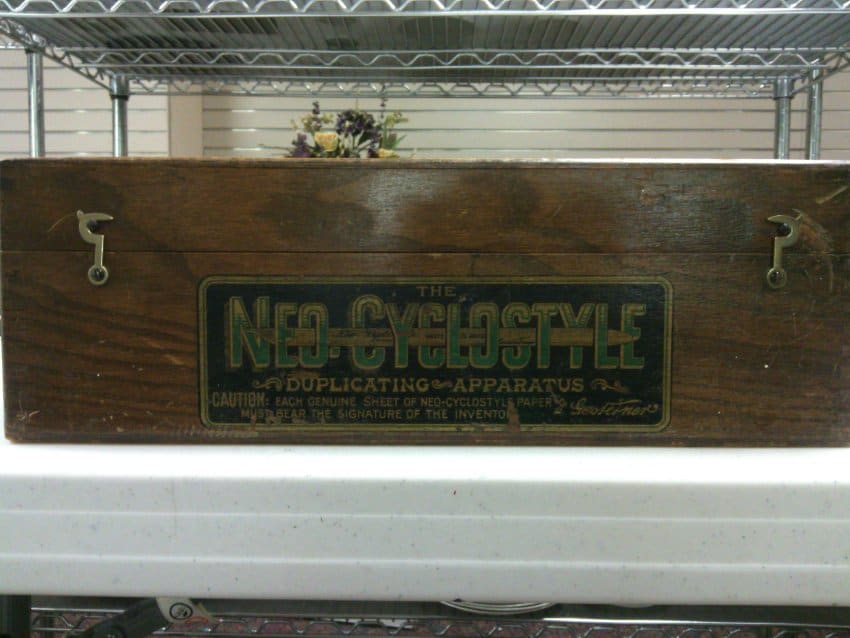 THE
NEO-CYCLOSTYLE
DUPLICATING APPARATUS
CAUTION: EACH GENUINE SHEET OF NEO-CYCLOSTYLE PAPER
MUST BEAR THE SIGNATURE OF THE INVENTOR